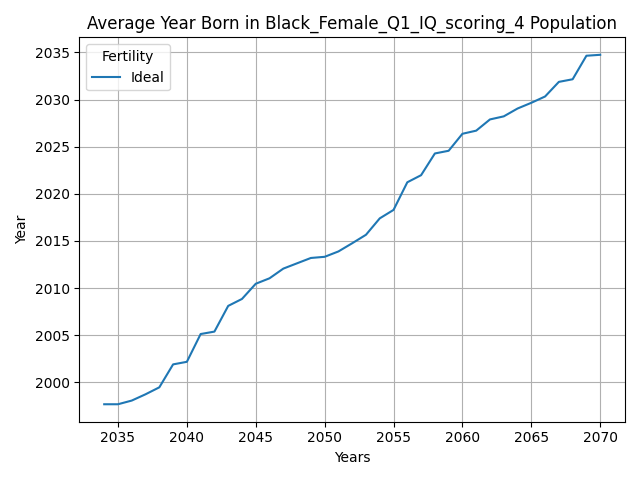 Average Year Born in Black_Female_Q1_IQ_scoring_4 Population
Fertility
Ideal
2035
2030
2025
2020
2015
2010
2005
2000
Year
2035 2040 2045 2050 2055 2060 2065 2070
Years